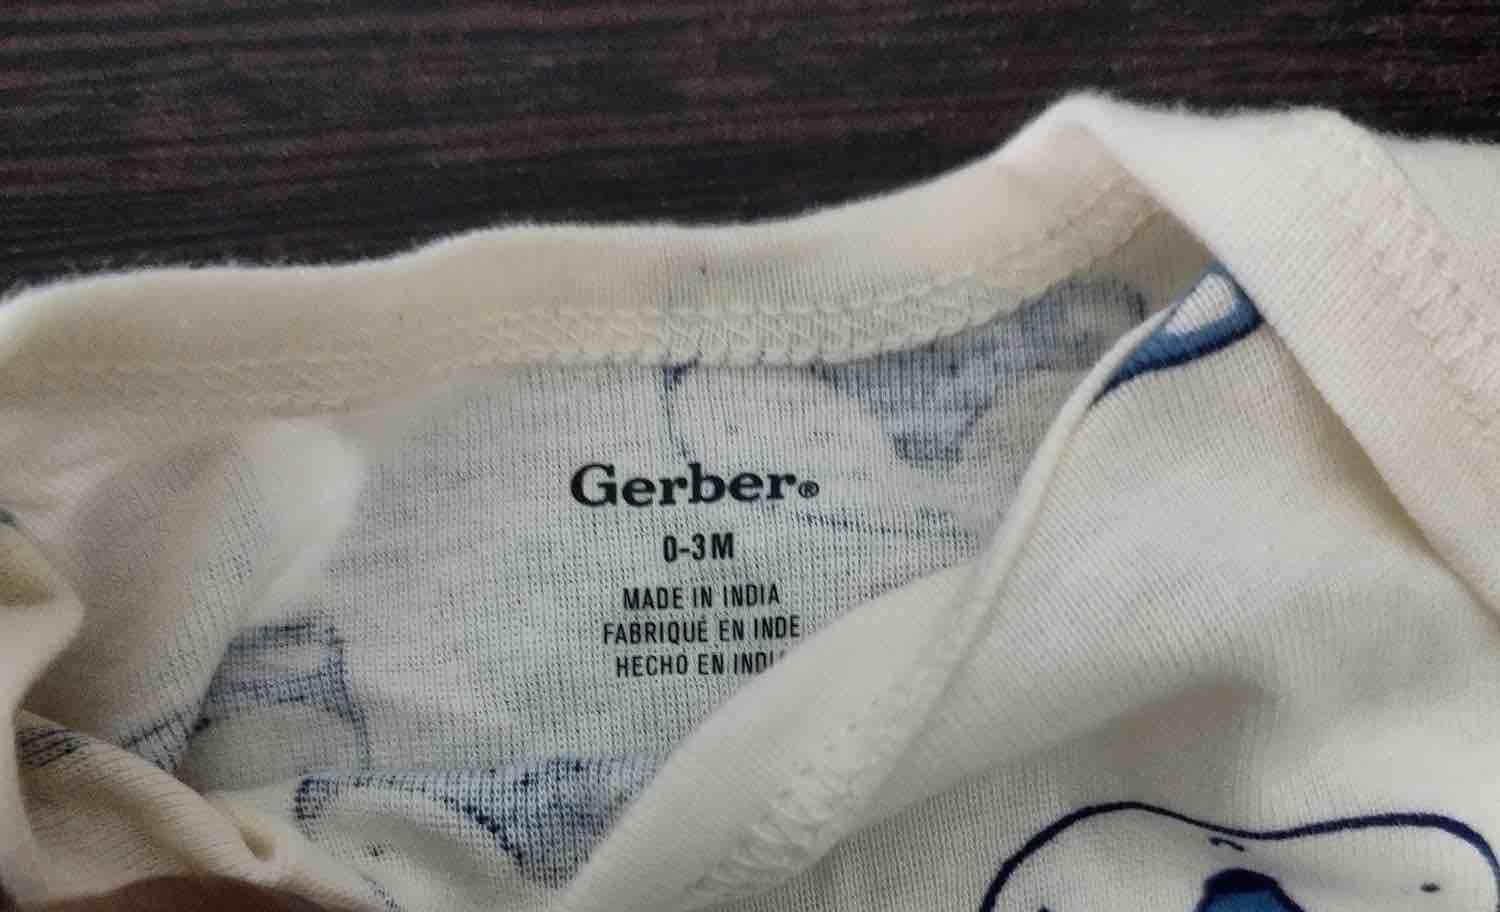 Gerber®
0-3M
MADE IN INDIA
FABRIQUÉ EN INDE
HECHO EN